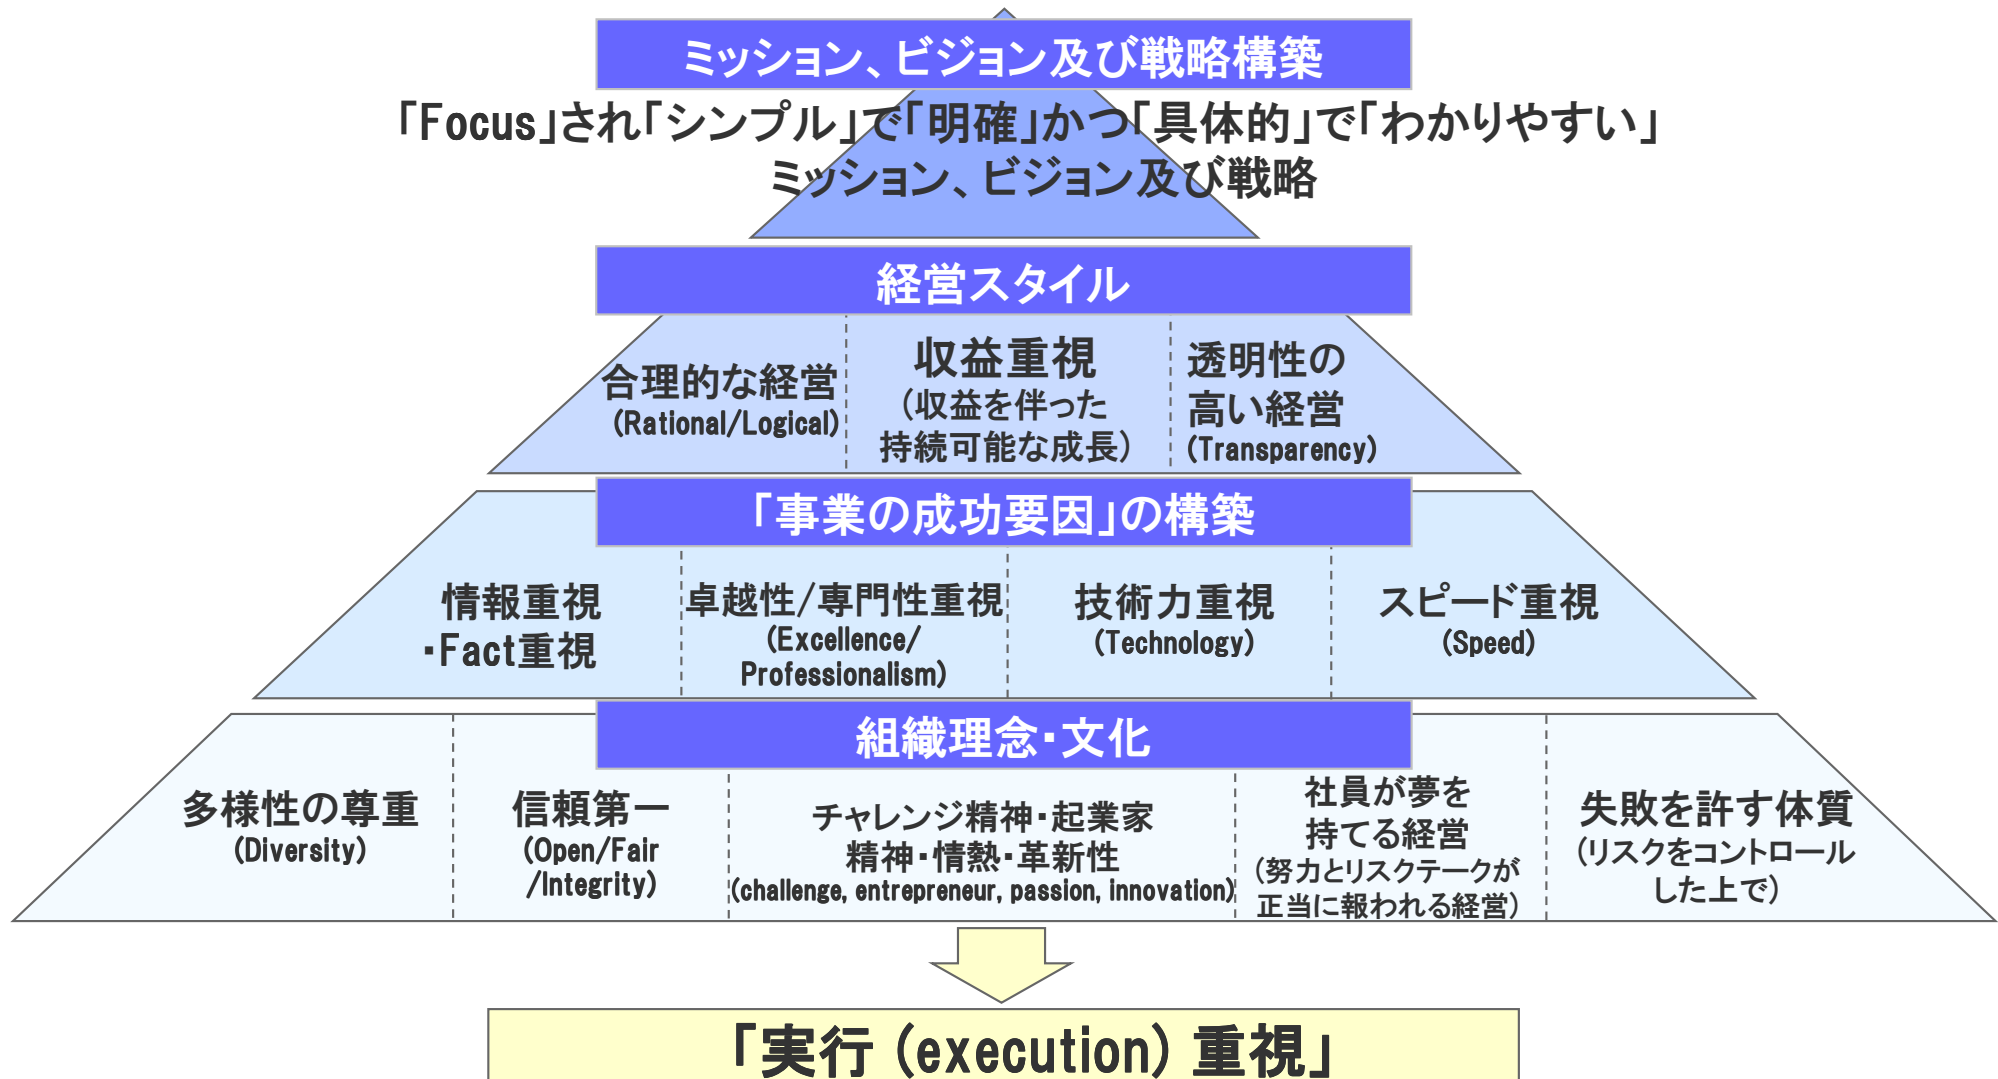 ミッション、ビジョン及び戦略構築
「Focus」され「シンプル」で「明確」かつ「具体的」で「わかりやすい」
ミッション、ビジョン及び戦略
経営スタイル
合理的な経営
(Rational/Logical)
収益重視
(収益を伴った
持続可能な成長)
透明性の
高い経営
(Transparency)
「事業の成功要因」の構築
情報重視
・Fact重視
卓越性/専門性重視
(Excellence/
Professionalism)
技術力重視
(Technology)
スピード重視
(Speed)
組織理念・文化
多様性の尊重
(Diversity)
信頼第一
(Open/Fair
/Integrity)
チャレンジ精神・起業家
精神・情熱・革新性
(challenge, entrepreneur, passion, innovation)
社員が夢を
持てる経営
(努力とリスクテークが
正当に報われる経営)
失敗を許す体質
(リスクをコントロール
した上で)
「実行 (execution) 重視」